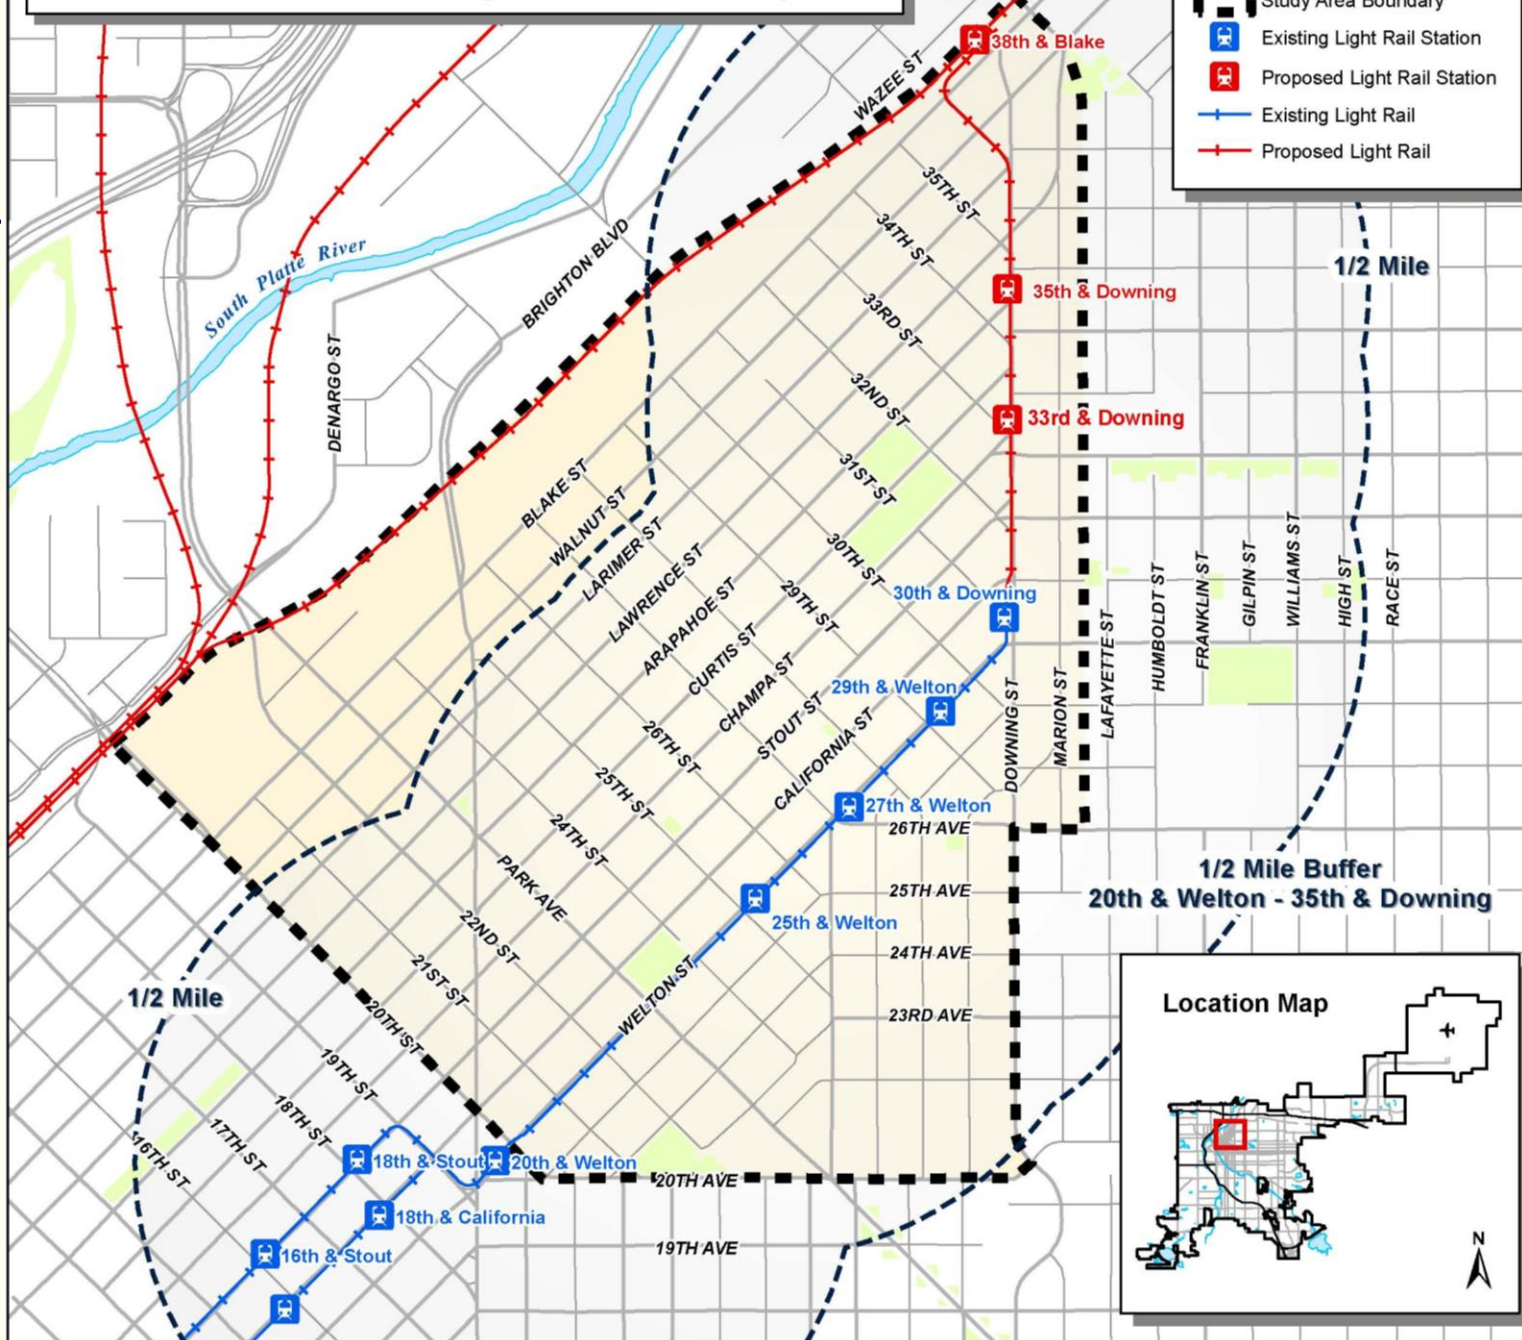 Study Area Boundary
Existing Light Rail Station
Proposed Light Rail Station
Existing Light Rail
Proposed Light Rail
38th & Blake
WAZEE ST
35TH ST
34TH ST
33RD ST
32ND ST
31ST ST
30TH ST
29TH ST
1/2 Mile
35th & Downing
33rd & Downing
South Platte River
BRIGHTON BLVD
DENARGO ST
BLAKE ST
WALNUT ST
LARIMER ST
LAWRENCE ST
ARAPAHOE ST
CURTIS ST
CHAMPA ST
STOUT ST
CALIFORNIA ST
30th & Downing
29th & Welton
27th & Welton
25th & Welton
DOWNING ST
MARION ST
LAFAYETTE ST
HUMBOLDT ST
FRANKLIN ST
GILPIN ST
WILLIAMS ST
HIGH ST
RACE ST
26TH ST
25TH ST
24TH ST
PARK AVE
22ND ST
21ST ST
20TH ST
19TH ST
18TH ST
17TH ST
16TH ST
26TH AVE
25TH AVE
24TH AVE
23RD AVE
WELTON ST
1/2 Mile Buffer
20th & Welton - 35th & Downing
1/2 Mile
18th & Stout
20th & Welton
18th & California
16th & Stout
20TH AVE
19TH AVE
Location Map
N